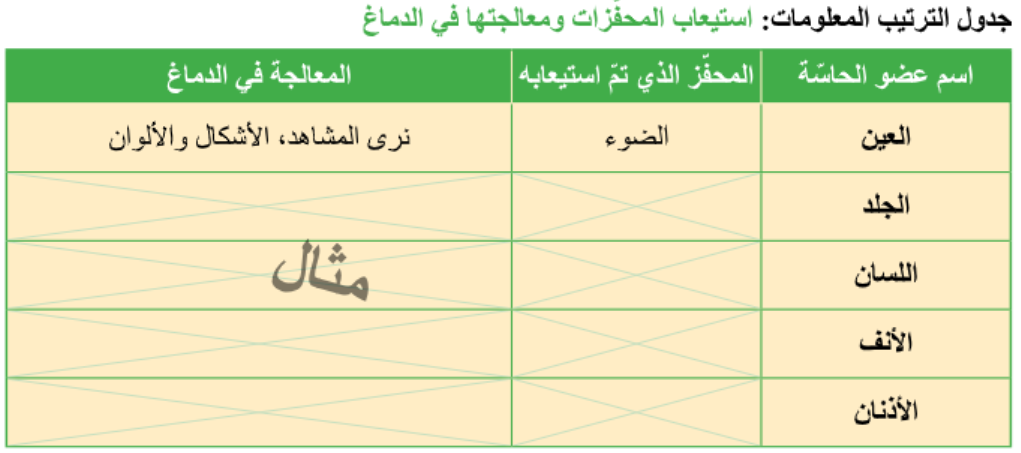 جدول الترتيب المعلومات: استيعاب المحفّزات ومعالجتها في الدماغ
اسم عضو الحاسّة المحفّز الذي تمّ استيعابه المعالجة في الدماغ
العين الضوء نرى المشاهد، الأشكال والألوان
الجلد
اللسان
مثال
الأنف
الأذنان